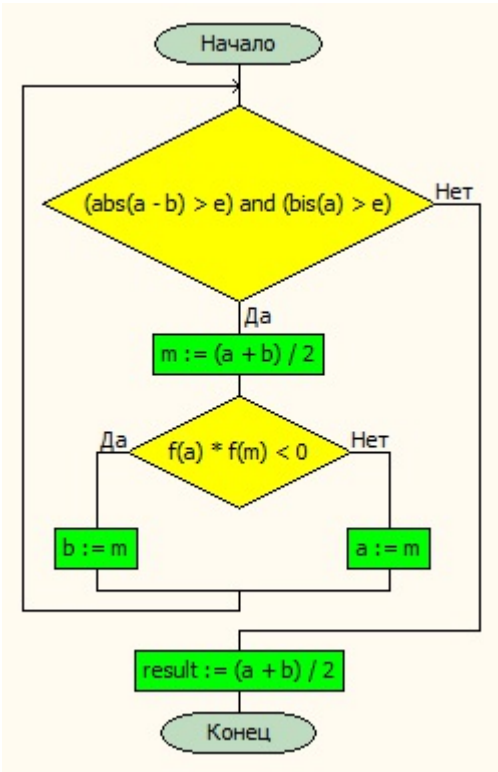 Начало
(abs(a - b) > e) and (bis(a) > e)
Нет
Да
m := (a + b) / 2
Да
f(a) * f(m) < 0
Нет
b := m
a := m
result := (a + b) / 2
Конец